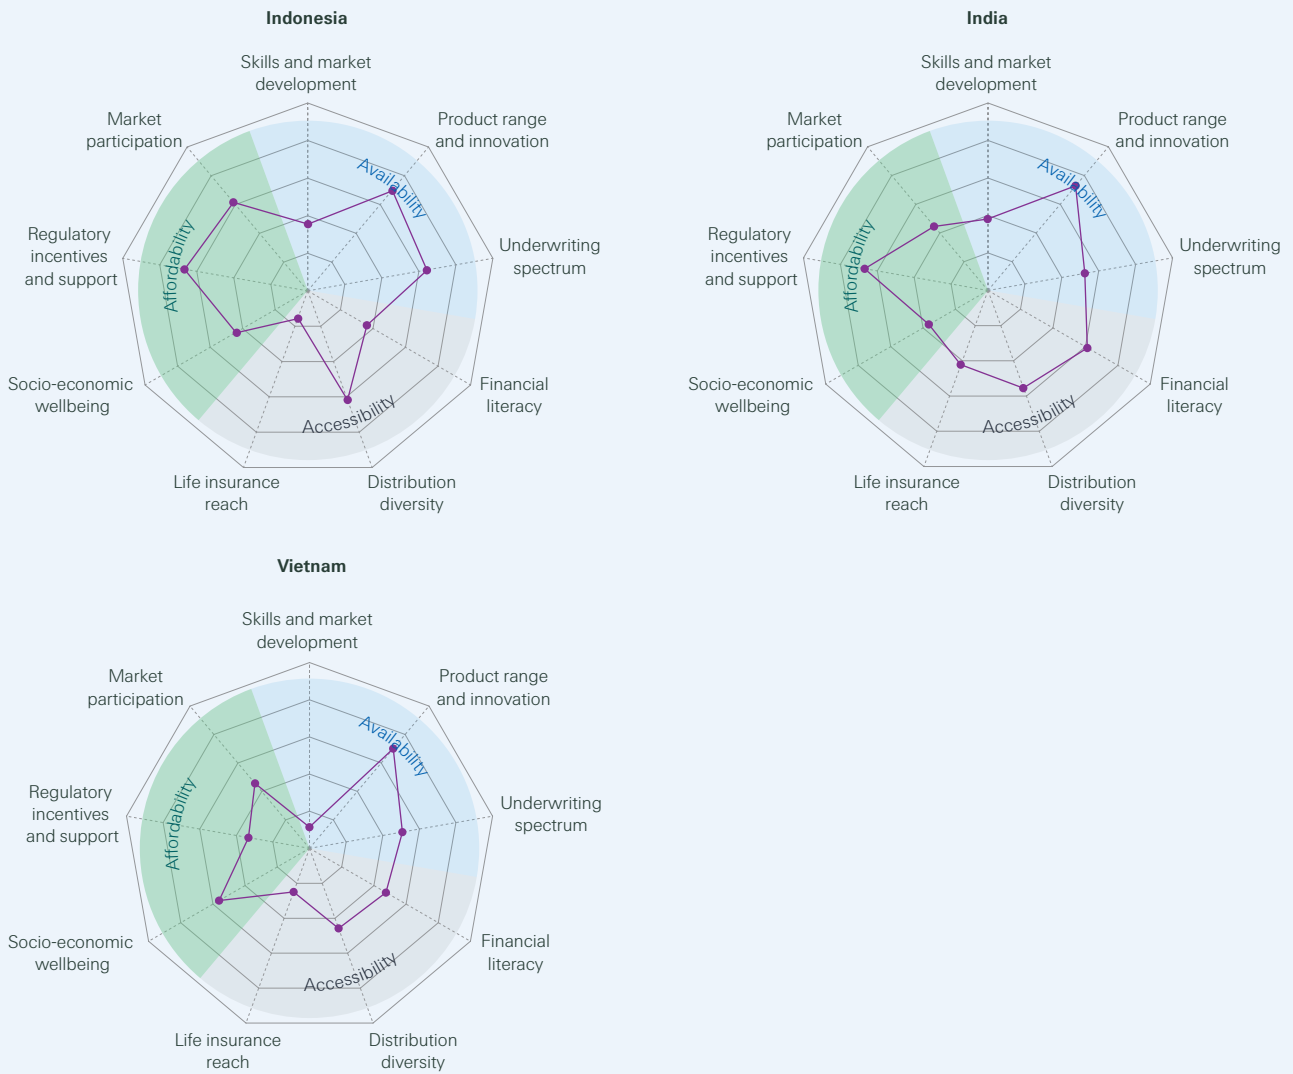 Indonesia
Skills and market
development
Market
participation
Product range
and innovation
Availability
Regulatory
incentives
and support
Affordability
Underwriting
spectrum
Socio-economic
wellbeing
Financial
literacy
Accessibility
Life insurance
reach
Distribution
diversity
India
Skills and market
development
Market
participation
Product range
and innovation
Availability
Regulatory
incentives
and support
Affordability
Underwriting
spectrum
Socio-economic
wellbeing
Financial
literacy
Accessibility
Life insurance
reach
Distribution
diversity
Vietnam
Skills and market
development
Market
participation
Product range
and innovation
Availability
Regulatory
incentives
and support
Affordability
Underwriting
spectrum
Socio-economic
wellbeing
Financial
literacy
Accessibility
Life insurance
reach
Distribution
diversity